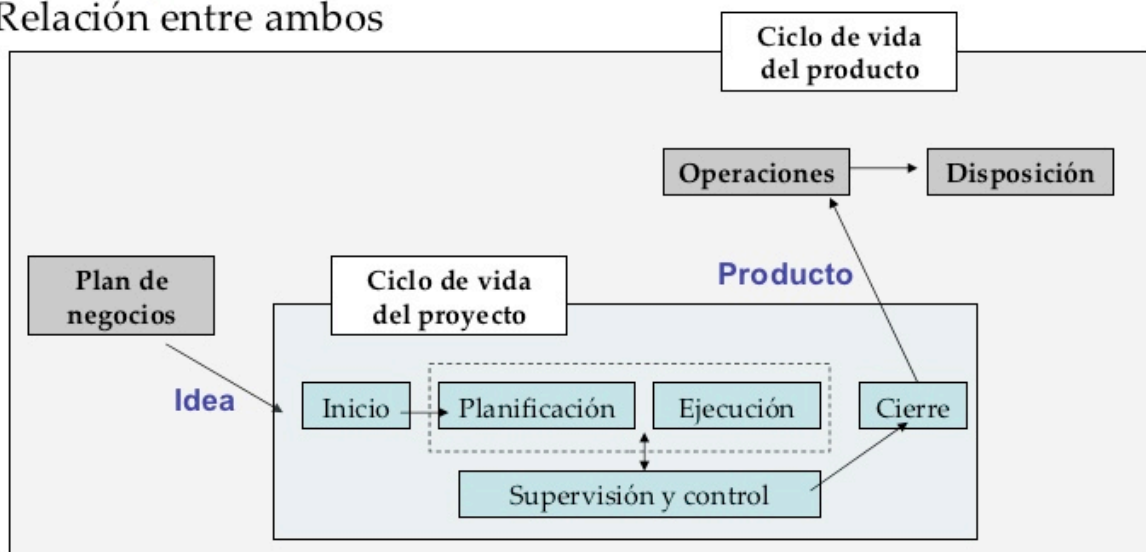 Relación entre ambos
Ciclo de vida
del producto
Operaciones
Disposición
Plan de
negocios
Ciclo de vida
del proyecto
Producto
Idea
Inicio
Planificación
Ejecución
Cierre
Supervisión y control